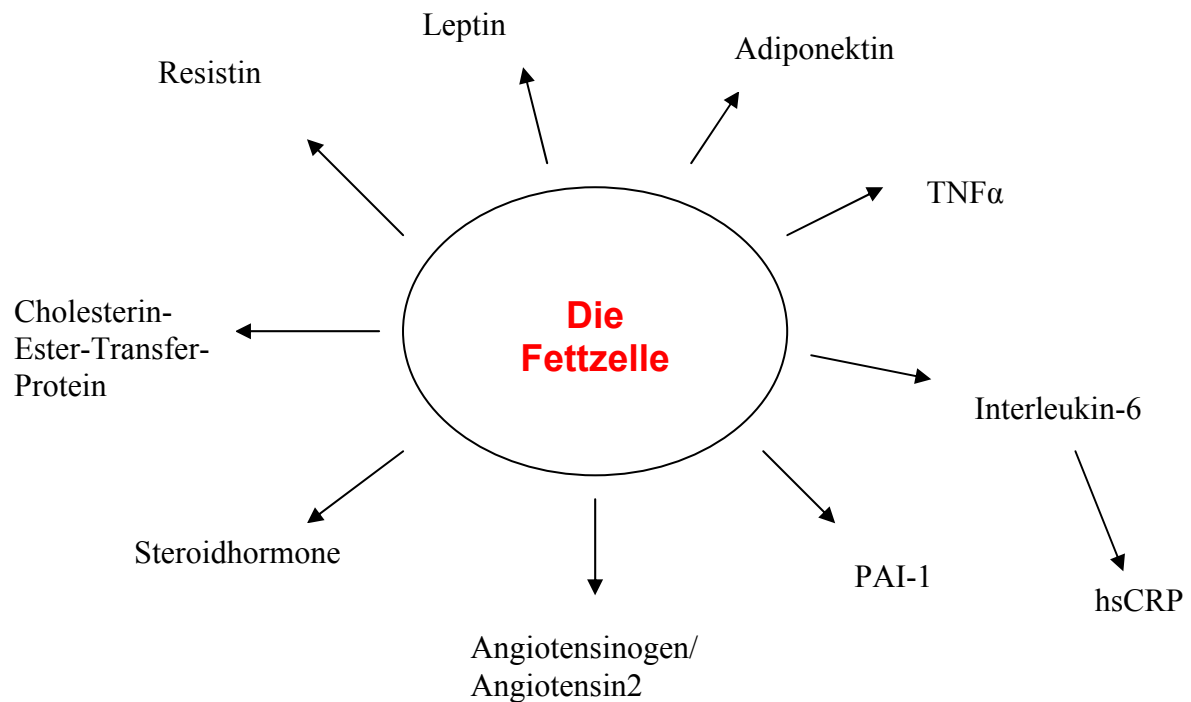 Leptin
Adiponektin
Resistin
TNFα
Die
Fettzelle
Cholesterin-
Ester-Transfer-
Protein
Interleukin-6
Steroidhormone
PAI-1
hsCRP
Angiotensinogen/
Angiotensin2